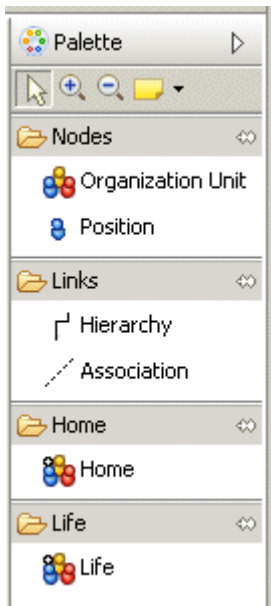 Palette
Nodes
Organization Unit
Position
Links
Hierarchy
Association
Home
Home
Life
Life